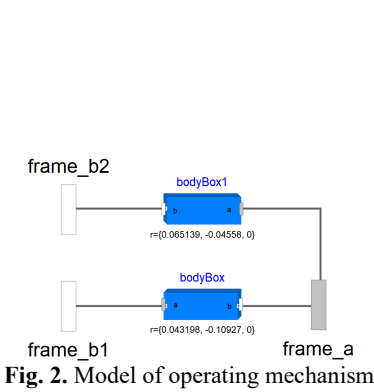 frame_b2
bodyBox1
b a
r={0.065139, -0.04558, 0}
bodyBox
a b
r={0.043198, -0.10927, 0}
frame_b1
frame_a
Fig. 2. Model of operating mechanism